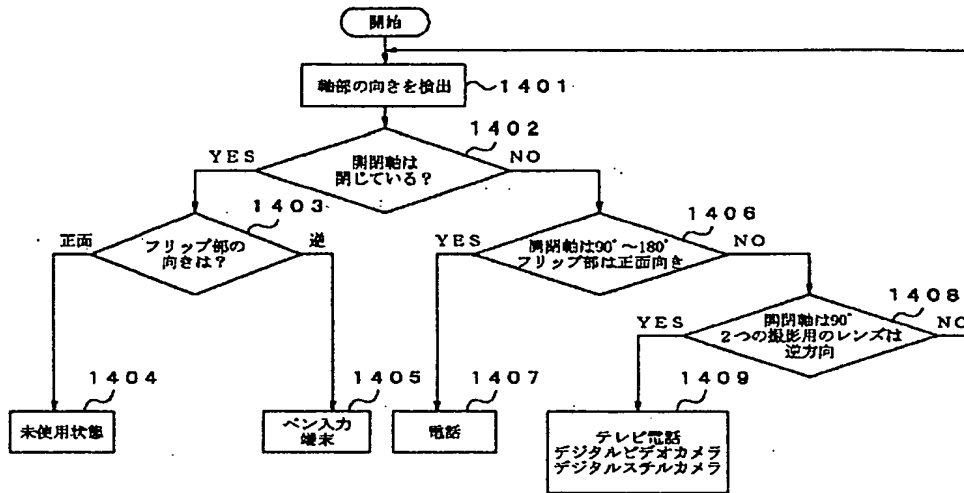 開始
軸部の向きを検出
1401
1402
YES
NO
開閉軸は
閉じている?
1403
正面
逆
フリップ部の
向きは?
1406
YES
NO
開閉軸は90°～180°
フリップ部は正面向き
1408
YES
NO
開閉軸は90°
2つの撮影用のレンズは
逆方向
1404
未使用状態
1405
ペン入力
端末
1407
電話
1409
テレビ電話
デジタルビデオカメラ
デジタルスチルカメラ